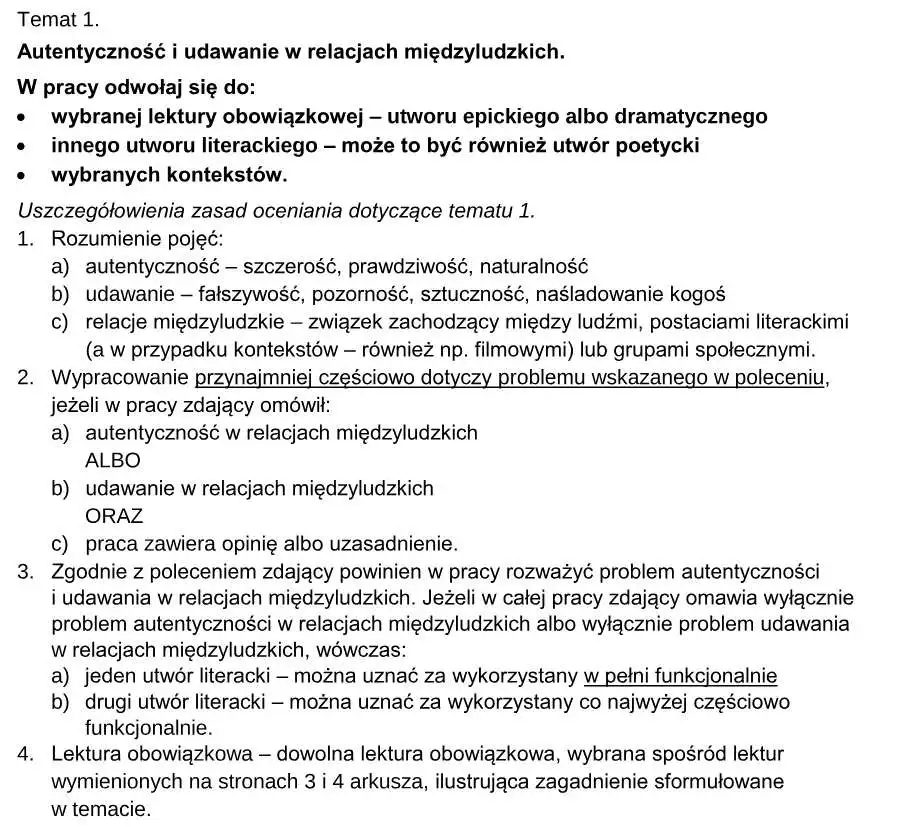 Temat 1.
Autentyczność i udawanie w relacjach międzyludzkich.
W pracy odwołaj się do:
• wybranej lektury obowiązkowej – utworu epickiego albo dramatycznego
• innego utworu literackiego – może to być również utwór poetycki
• wybranych kontekstów.
Uszczegółowienia zasad oceniania dotyczące tematu 1.
1. Rozumienie pojęć:
a) autentyczność – szczerość, prawdziwość, naturalność
b) udawanie – fałszywość, pozorność, sztuczność, naśladowanie kogoś
c) relacje międzyludzkie – związek zachodzący między ludźmi, postaciami literackimi
(a w przypadku kontekstów – również np. filmowymi) lub grupami społecznymi.
2. Wypracowanie przynajmniej częściowo dotyczy problemu wskazanego w poleceniu,
jeżeli w pracy zdający omówił:
a) autentyczność w relacjach międzyludzkich
ALBO
b) udawanie w relacjach międzyludzkich
ORAZ
c) praca zawiera opinię albo uzasadnienie.
3. Zgodnie z poleceniem zdający powinien w pracy rozważyć problem autentyczności
i udawania w relacjach międzyludzkich. Jeżeli w całej pracy zdający omawia wyłącznie
problem autentyczności w relacjach międzyludzkich albo wyłącznie problem udawania
w relacjach międzyludzkich, wówczas:
a) jeden utwór literacki – można uznać za wykorzystany w pełni funkcjonalnie
b) drugi utwór literacki – można uznać za wykorzystany co najwyżej częściowo
funkcjonalnie.
4. Lektura obowiązkowa – dowolna lektura obowiązkowa, wybrana spośród lektur
wymienionych na stronach 3 i 4 arkusza, ilustrująca zagadnienie sformułowane
w temacie.